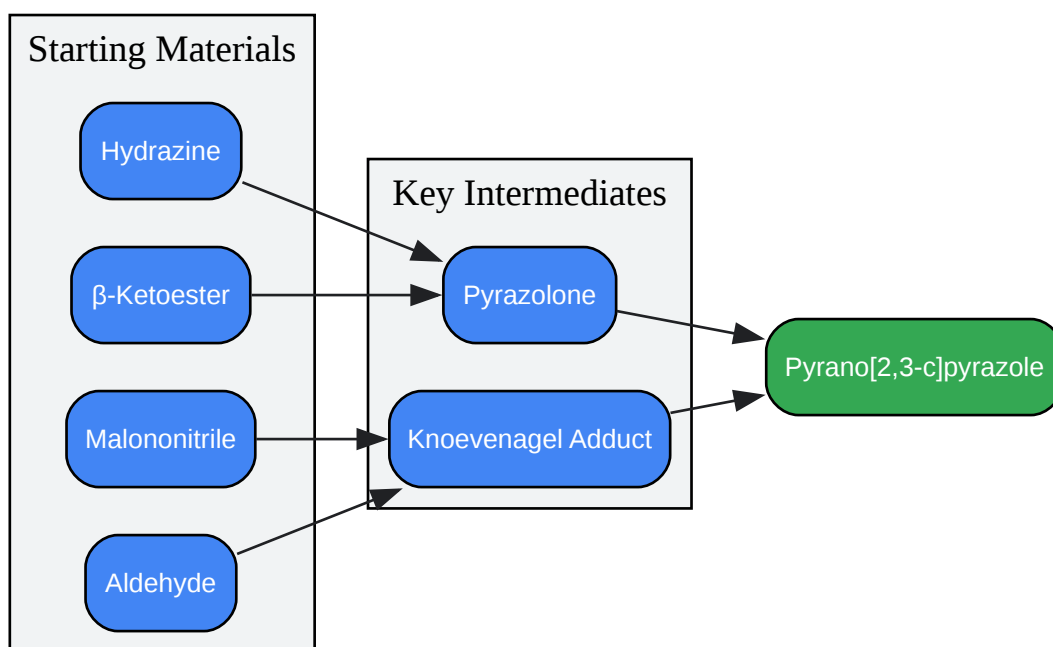 Starting Materials
Hydrazine
β-Ketoester
Malononitrile
Aldehyde
Key Intermediates
Pyrazolone
Knoevenagel Adduct
Pyrano[2,3-c]pyrazole